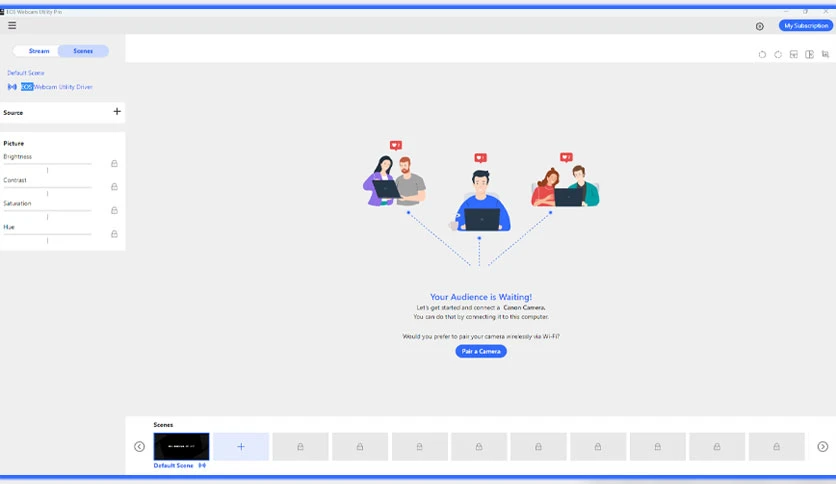 EOS Webcam Utility Pro
My Subscription
Stream
Scenes
Default Scene
EOS Webcam Utility Driver
Source
Picture
Brightness
Contrast
Saturation
Hue
Your Audience is Waiting!
Let's get started and connect a Canon Camera.
You can do that by connecting it to this computer.
Would you prefer to pair your camera wirelessly via Wi-Fi?
Pair a Camera
Scenes
Default Scene